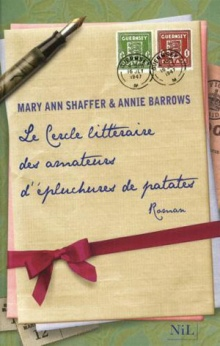 GUERNSEY GUERNSEY
MARY ANN SHAFFER & ANNIE BARROWS
Le Cercle littéraire
des amateurs
d'épluchures de patates
Roman
NiL